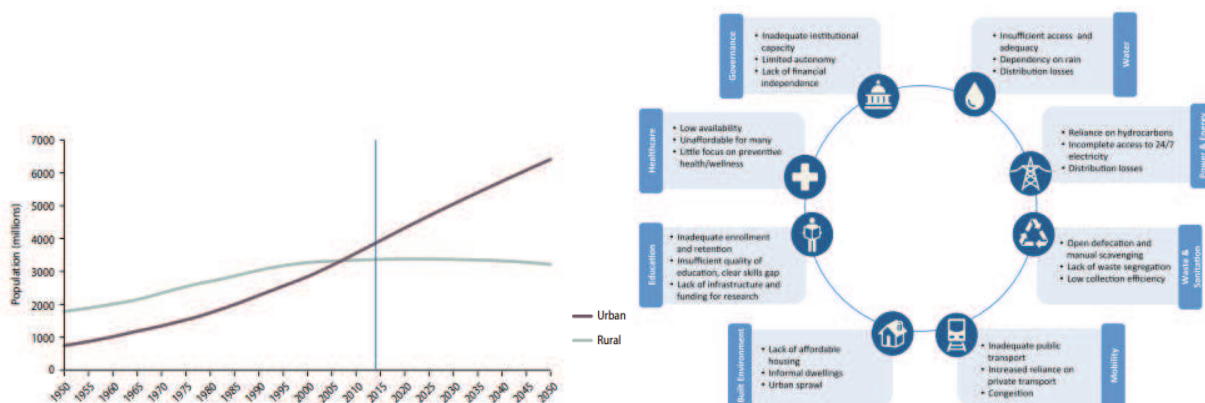 Population (millions)
7000
6000
5000
4000
3000
2000
1000
0
1950
1955
1960
1965
1970
1975
1980
1985
1990
1995
2000
2005
2010
2015
2020
2025
2030
2035
2040
2045
2050
Urban
Rural
Governance
• Inadequate institutional
capacity
• Limited autonomy
• Lack of financial
independence
Water
• Insufficient access and
adequacy
• Dependency on rain
• Distribution losses
Healthcare
• Low availability
• Unaffordable for many
• Little focus on preventive
health/wellness
Power & Energy
• Reliance on hydrocarbons
• Incomplete access to 24/7
electricity
• Distribution losses
Education
• Inadequate enrollment
and retention
• Insufficient quality of
education, clear skills gap
• Lack of infrastructure and
funding for research
Waste &
Sanitation
• Open defecation and
manual scavenging
• Lack of waste segregation
• Low collection efficiency
Built Environment
• Lack of affordable
housing
• Informal dwellings
• Urban sprawl
Mobility
• Inadequate public
transport
• Increased reliance on
private transport
• Congestion